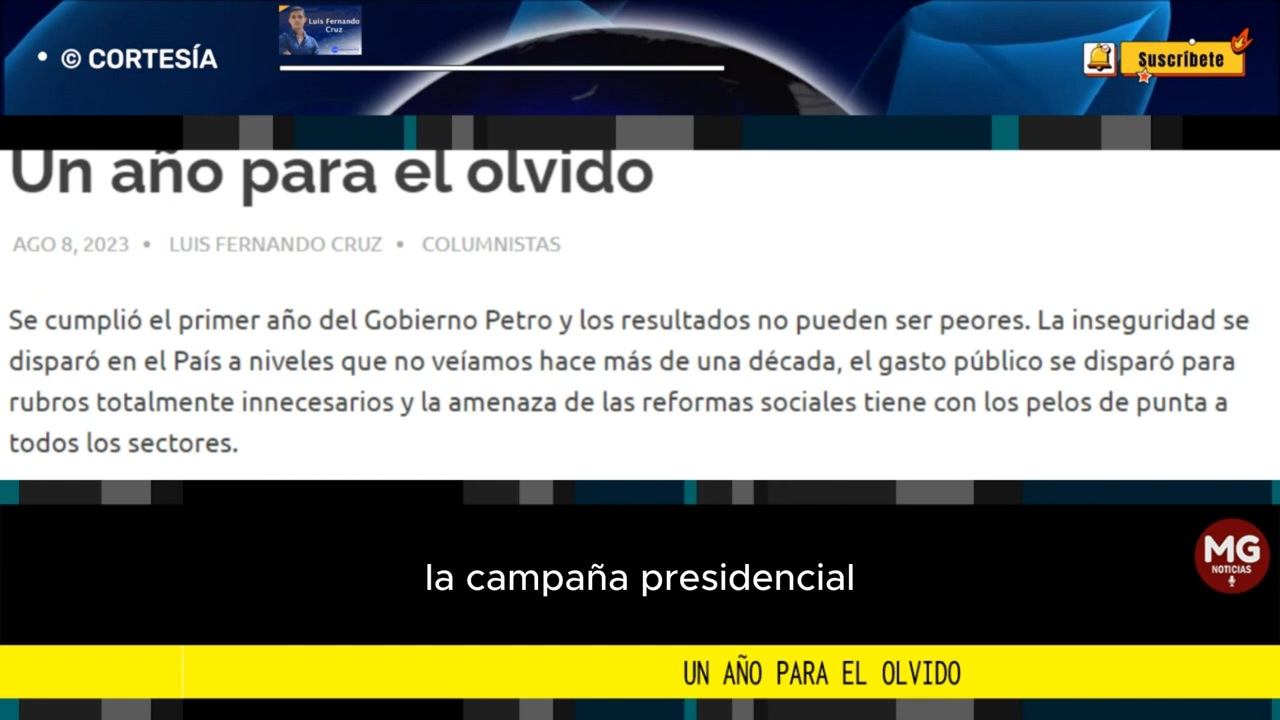 • © CORTESÍA
Luis Fernando
Cruz
Suscríbete
Un año para el olvido
AGO 8, 2023 • LUIS FERNANDO CRUZ • COLUMNISTAS
Se cumplió el primer año del Gobierno Petro y los resultados no pueden ser peores. La inseguridad se
disparó en el País a niveles que no veíamos hace más de una década, el gasto público se disparó para
rubros totalmente innecesarios y la amenaza de las reformas sociales tiene con los pelos de punta a
todos los sectores.
la campaña presidencial
MG
NOTICIAS
UN AÑO PARA EL OLVIDO